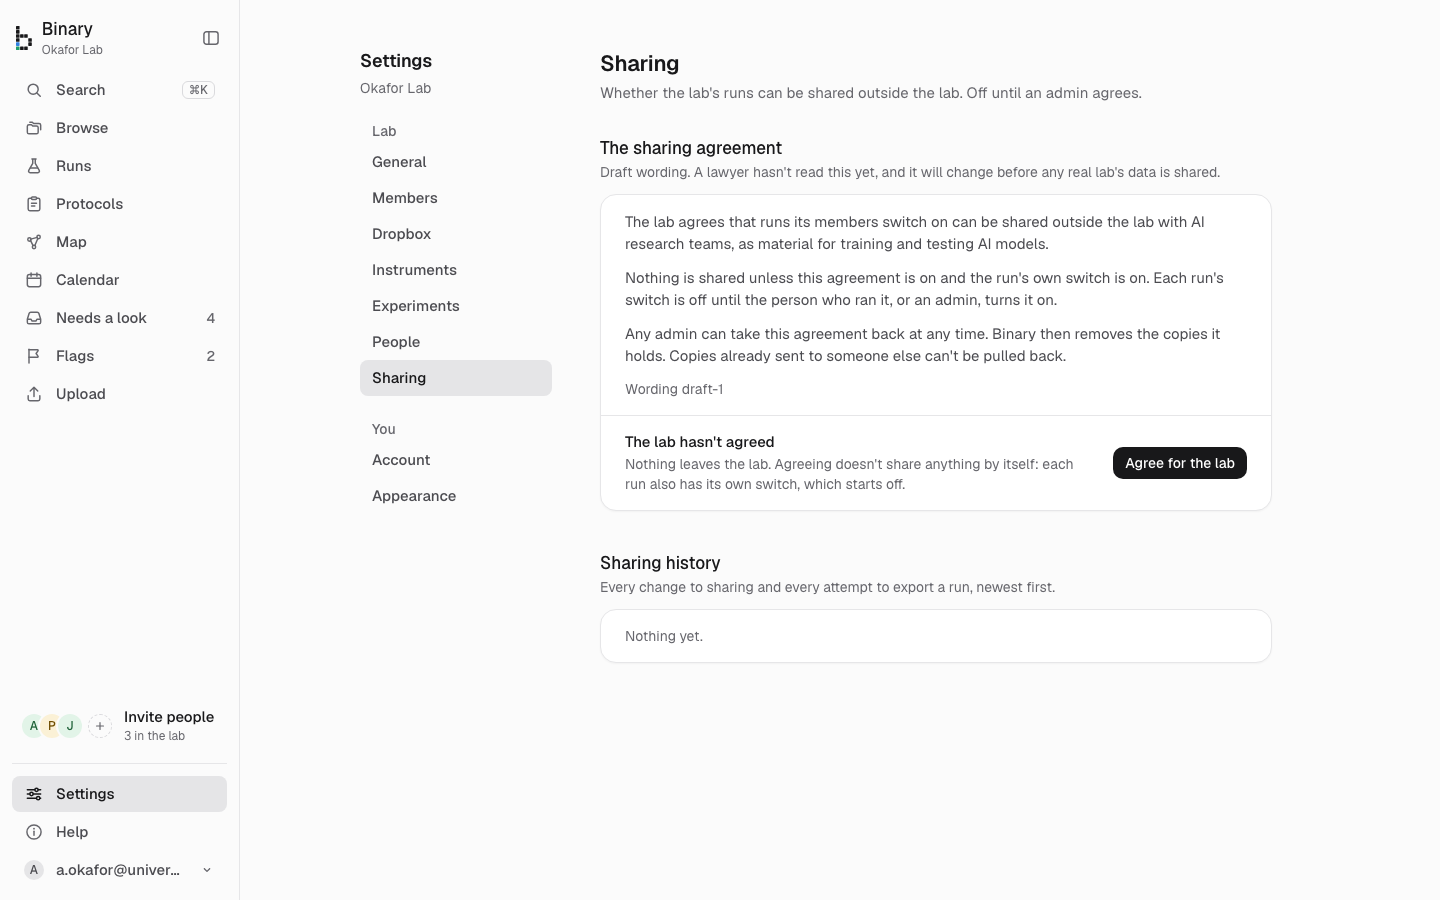 Binary
Okafor Lab
Search
⌘K
Browse
Runs
Protocols
Map
Calendar
Needs a look
4
Flags
2
Upload
A
P
J
Invite people
3 in the lab
Settings
Help
A
a.okafor@univer...
Settings
Okafor Lab
Lab
General
Members
Dropbox
Instruments
Experiments
People
Sharing
You
Account
Appearance
Sharing
Whether the lab's runs can be shared outside the lab. Off until an admin agrees.
The sharing agreement
Draft wording. A lawyer hasn't read this yet, and it will change before any real lab's data is shared.
The lab agrees that runs its members switch on can be shared outside the lab with AI
research teams, as material for training and testing AI models.
Nothing is shared unless this agreement is on and the run's own switch is on. Each run's
switch is off until the person who ran it, or an admin, turns it on.
Any admin can take this agreement back at any time. Binary then removes the copies it
holds. Copies already sent to someone else can't be pulled back.
Wording draft-1
The lab hasn't agreed
Nothing leaves the lab. Agreeing doesn't share anything by itself: each
run also has its own switch, which starts off.
Agree for the lab
Sharing history
Every change to sharing and every attempt to export a run, newest first.
Nothing yet.